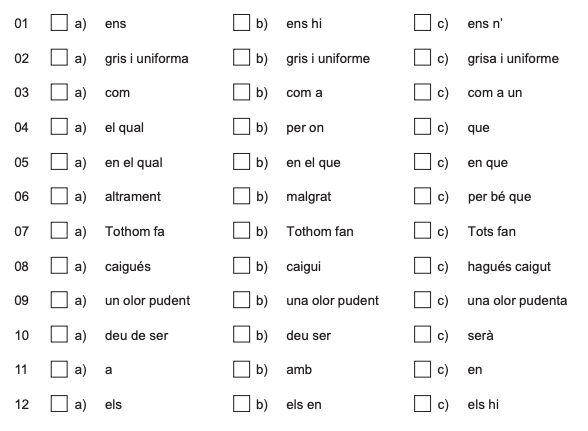 01 a) ens b) ens hi c) ens n'
02 a) gris i uniforma b) gris i uniforme c) grisa i uniforme
03 a) com b) com a c) com a un
04 a) el qual b) per on c) que
05 a) en el qual b) en el que c) en que
06 a) altrament b) malgrat c) per bé que
07 a) Tothom fa b) Tothom fan c) Tots fan
08 a) caigués b) caigui c) hagués caigut
09 a) un olor pudent b) una olor pudent c) una olor pudenta
10 a) deu de ser b) deu ser c) serà
11 a) a b) amb c) en
12 a) els b) els en c) els hi